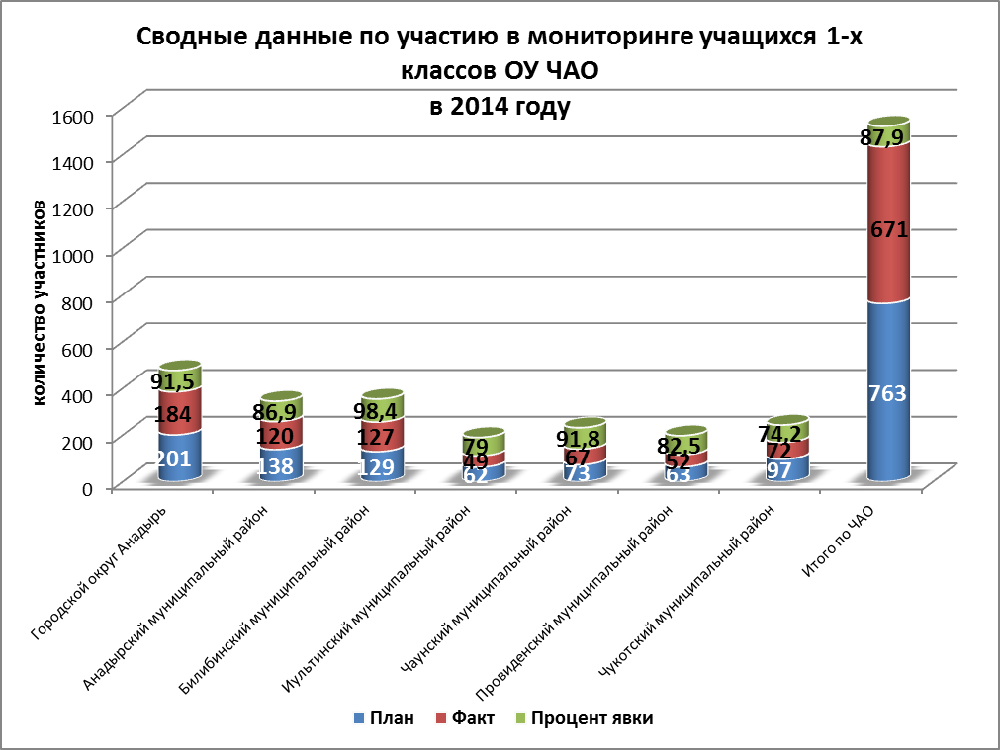 Сводные данные по участию в мониторинге учащихся 1-х
классов ОУ ЧАО
в 2014 году
количество участников
1600
1400
1200
1000
800
600
400
200
0
91,5
184
201
86,9
120
138
98,4
127
129
79
49
62
91,8
67
73
82,5
52
63
74,2
72
97
87,9
671
763
Городской округ Анадырь
Анадырский муниципальный район
Билибинский муниципальный район
Иультинский муниципальный район
Чаунский муниципальный район
Провиденский муниципальный район
Чукотский муниципальный район
Итого по ЧАО
План Факт Процент явки